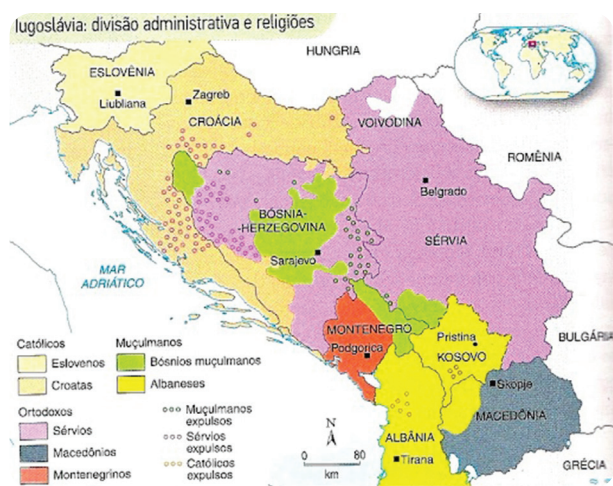 Iugoslávia: divisão administrativa e religiões
HUNGRIA
ESLOVÊNIA
Liubliana
Zagreb
CROÁCIA
VOIVODINA
ROMÊNIA
Belgrado
BÓSNIA-
-HERZEGOVINA
SÉRVIA
Sarajevo
MAR
ADRIÁTICO
MONTENEGRO
Podgorica
Pristina
KOSOVO
BULGÁRIA
Skopje
MACEDÔNIA
ALBÂNIA
Tirana
GRÉCIA
Católicos
Eslovenos
Croatas
Muçulmanos
Bósnios muçulmanos
Albaneses
Ortodoxos
Sérvios
Macedônios
Montenegrinos
Muçulmanos
expulsos
Sérvios
expulsos
Católicos
expulsos
N
0 80
km